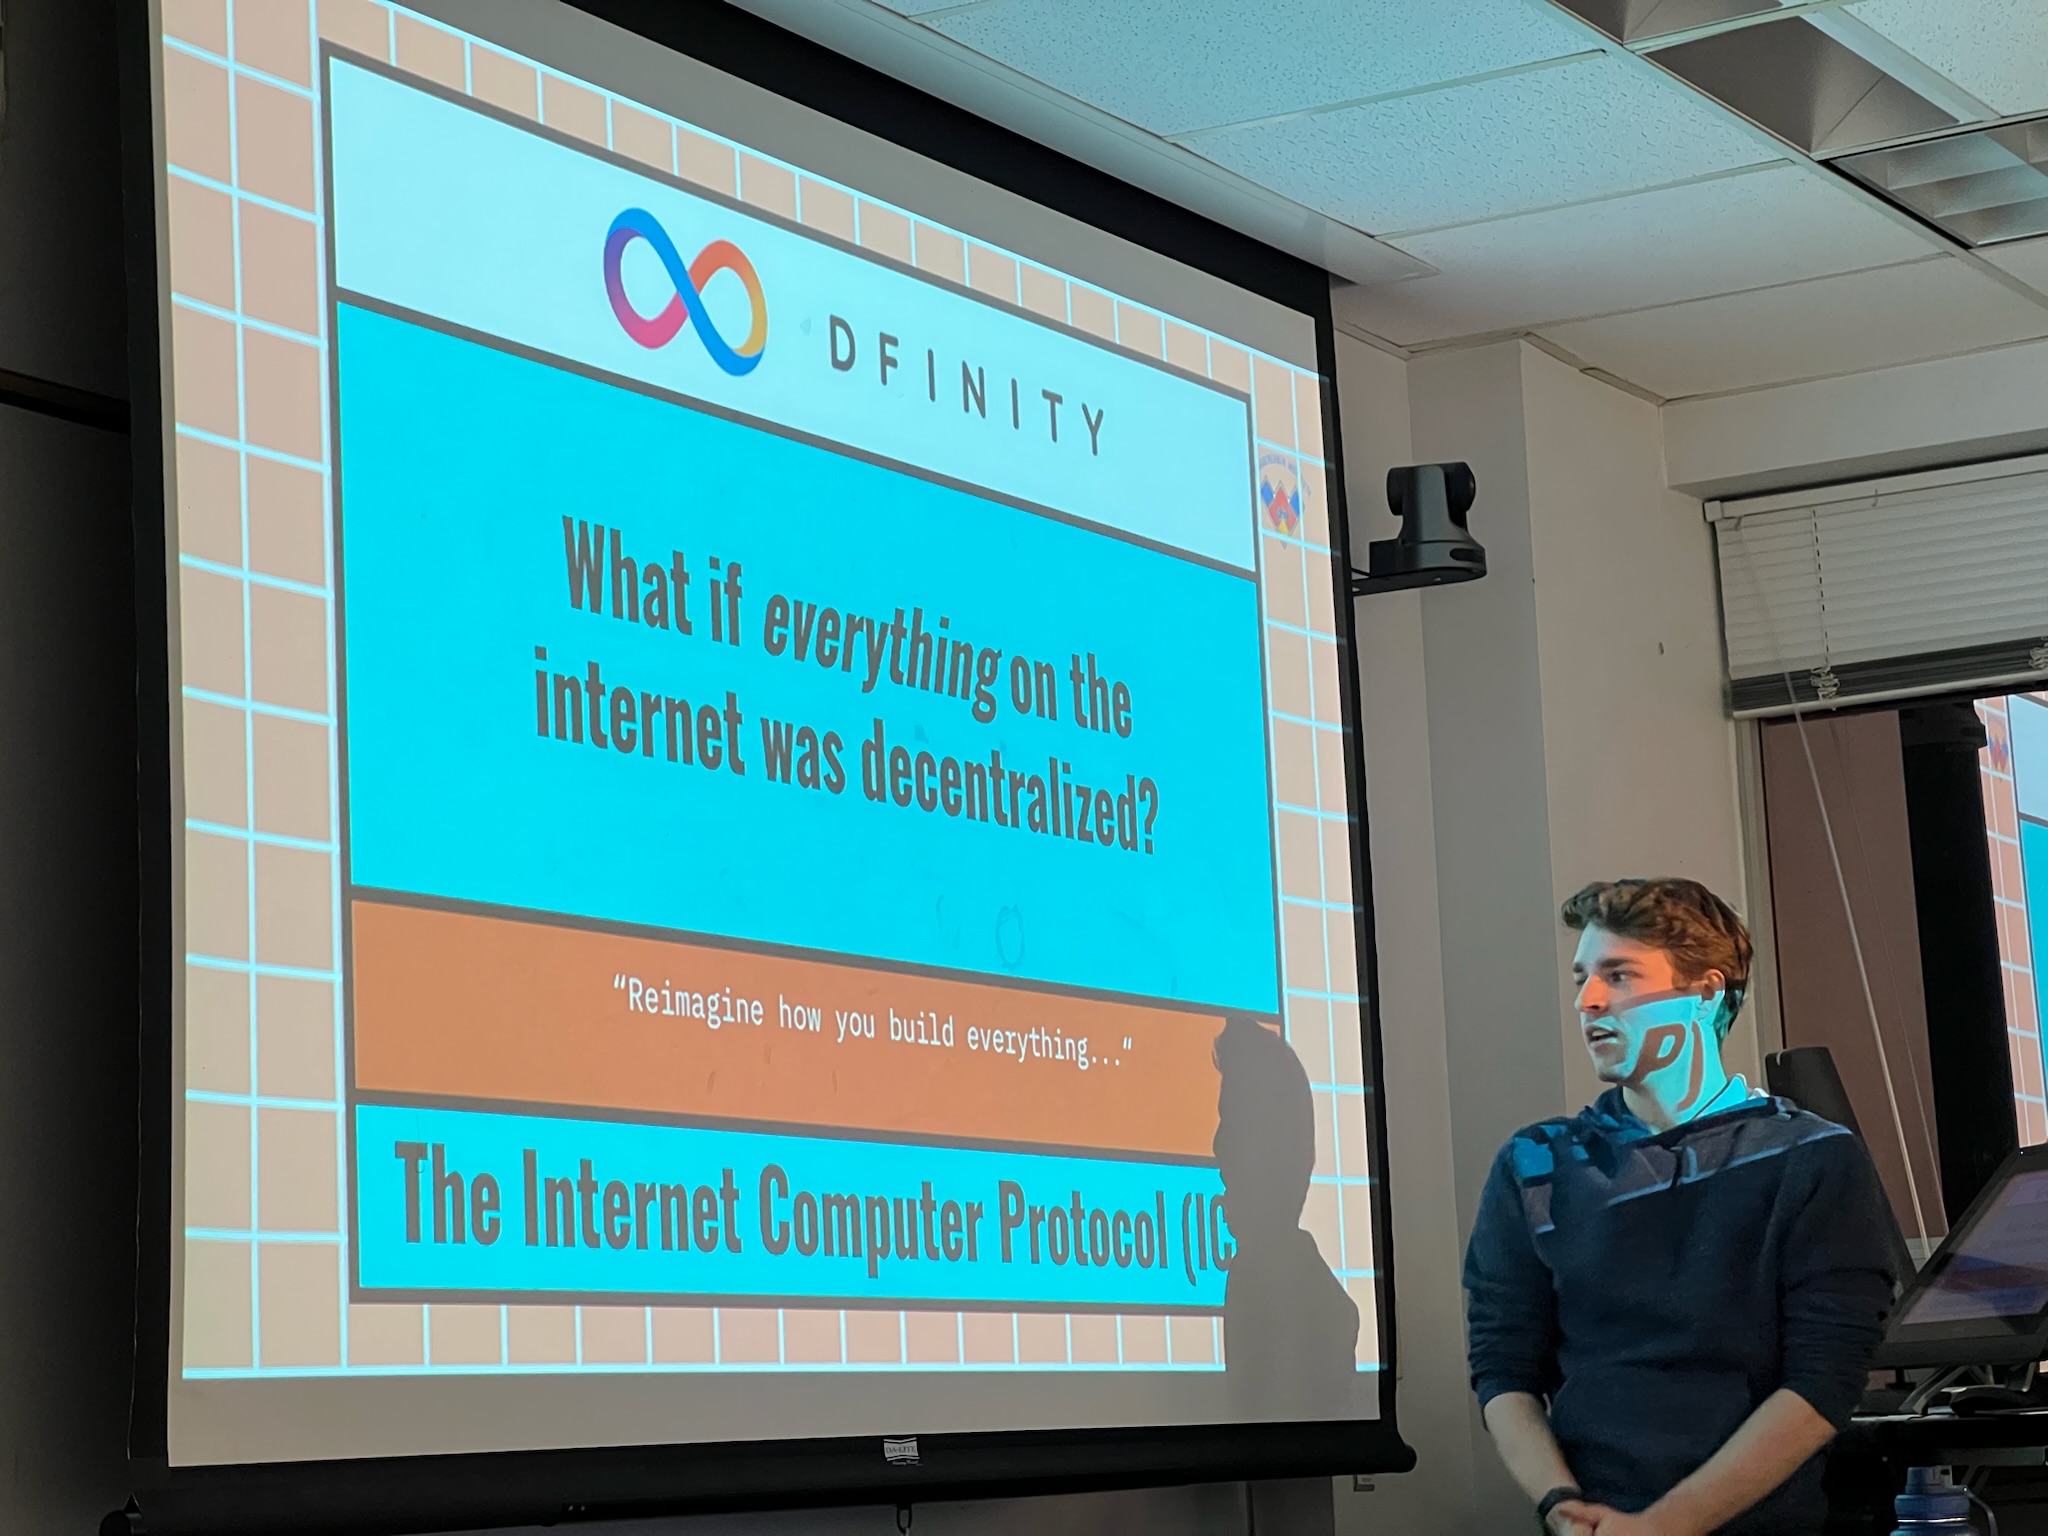 DFINITY
What if everything on the
internet was decentralized?
“Reimagine how you build everything...“
The Internet Computer Protocol (IC
P)
DA-LITE